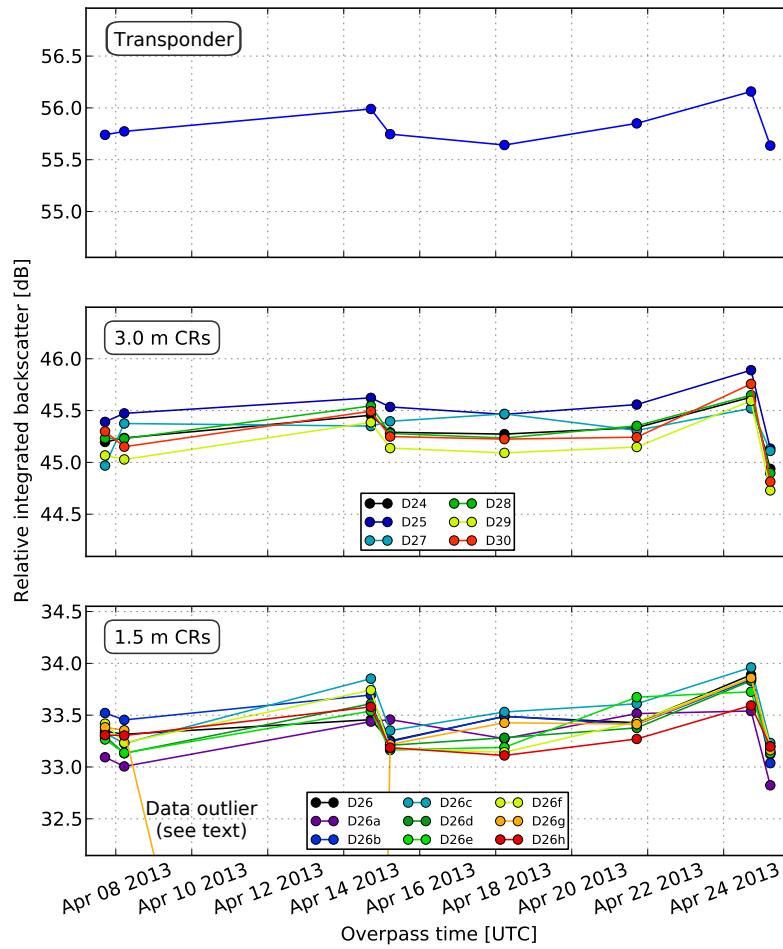 Transponder
56.5
56.0
55.5
55.0
Relative integrated backscatter [dB]
3.0 m CRs
46.0
45.5
45.0
44.5
D24
D25
D27
D28
D29
D30
1.5 m CRs
34.5
34.0
33.5
33.0
32.5
Data outlier
(see text)
D26
D26a
D26b
D26c
D26d
D26e
D26f
D26g
D26h
Apr 08 2013
Apr 10 2013
Apr 12 2013
Apr 14 2013
Apr 16 2013
Apr 18 2013
Apr 20 2013
Apr 22 2013
Apr 24 2013
Overpass time [UTC]